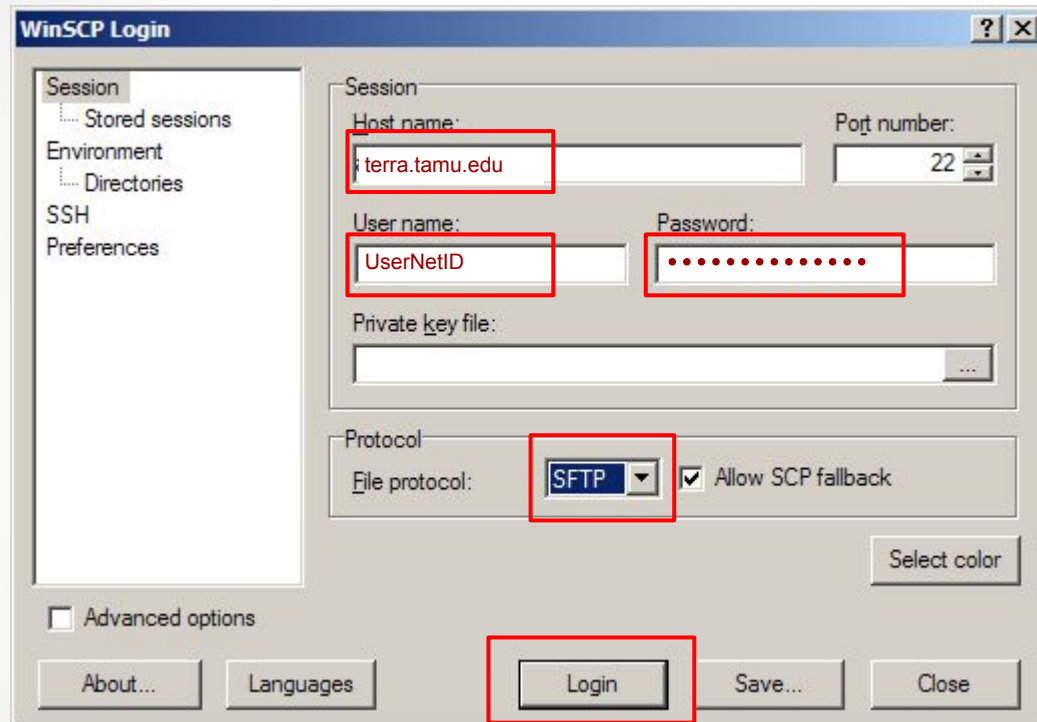 WinSCP Login
Session
Stored sessions
Environment
Directories
SSH
Preferences
Session
Host name:
Port number:
terra.tamu.edu
22
User name:
Password:
UserNetID
••••••••••••••
Private key file:
...
Protocol
File protocol:
SFTP
Allow SCP fallback
Select color
Advanced options
About...
Languages
Login
Save...
Close